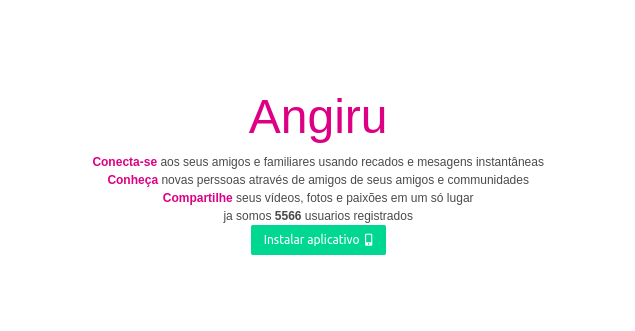 Angiru
Conecta-se aos seus amigos e familiares usando recados e mesagens instantâneas
Conheça novas perssoas através de amigos de seus amigos e communidades
Compartilhe seus vídeos, fotos e paixões em um só lugar
ja somos 5566 usuarios registrados
Instalar aplicativo